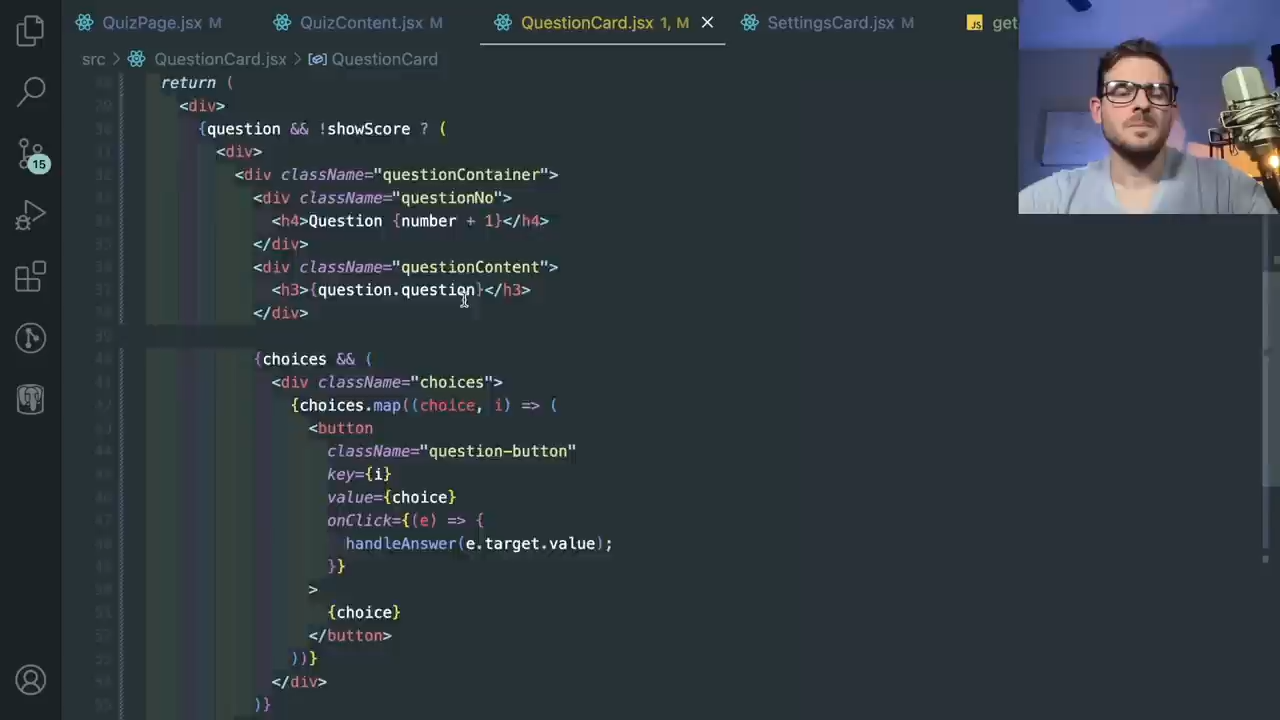 QuizPage.jsx M
QuizContent.jsx M
QuestionCard.jsx 1, M
SettingsCard.jsx M
JS get
src > QuestionCard.jsx > QuestionCard
return (
<div>
{question && !showScore ? (
<div>
<div className="questionContainer">
<div className="questionNo">
<h4>Question {number + 1}</h4>
</div>
<div className="questionContent">
<h3>{question.question}</h3>
</div>
{choices && (
<div className="choices">
{choices.map((choice, i) => (
<button
className="question-button"
key={i}
value={choice}
onClick={(e) => {
handleAnswer(e.target.value);
}}
>
{choice}
</button>
))}
</div>
)}
15